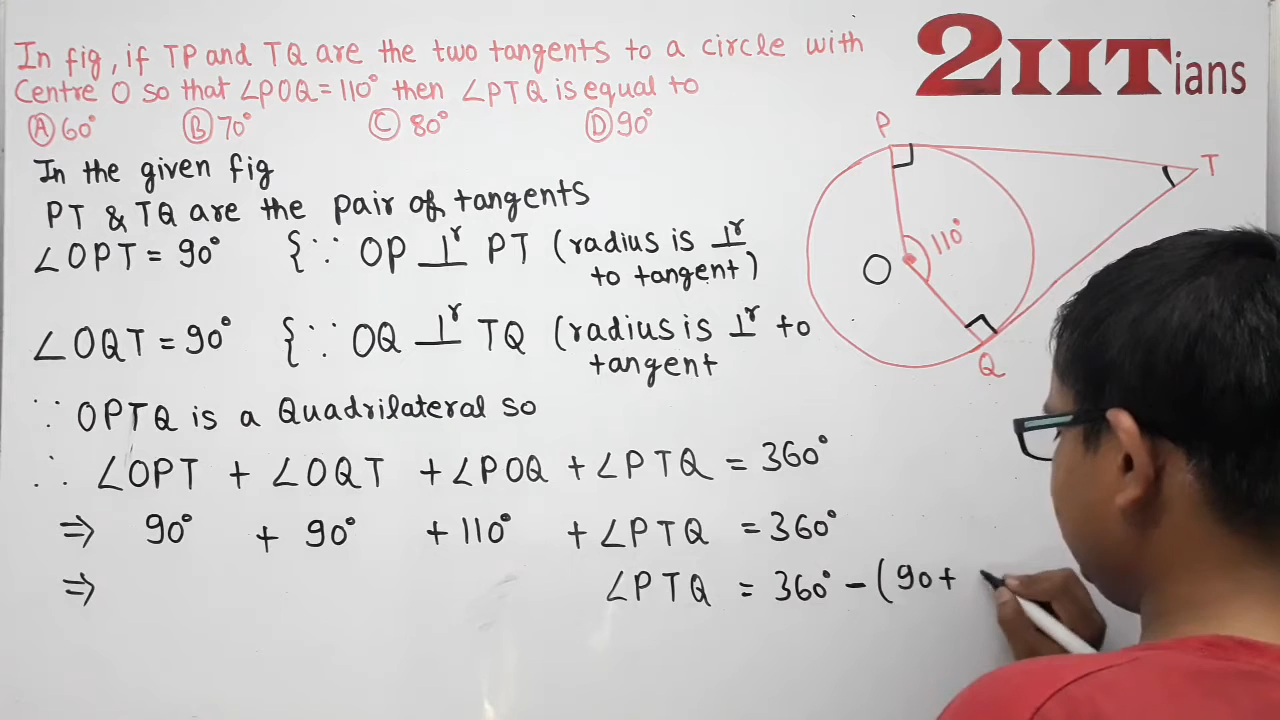 In fig, if TP and TQ are the two tangents to a circle with
Centre O so that ∠POQ = 110° then ∠PTQ is equal to
Ⓐ 60° Ⓑ 70° Ⓒ 80° Ⓓ 90°
2IITians
In the given fig
PT & TQ are the pair of tangents
∠OPT = 90° {∵ OP ⊥ʳ PT (radius is ⊥ʳ
to tangent)
∠OQT = 90° {∵ OQ ⊥ʳ TQ (radius is ⊥ʳ to
tangent
∵ OPTQ is a Quadrilateral so
∴ ∠OPT + ∠OQT + ∠POQ + ∠PTQ = 360°
⇒ 90° + 90° + 110° + ∠PTQ = 360°
⇒ ∠PTQ = 360° - (90 +
P
T
110°
O
Q